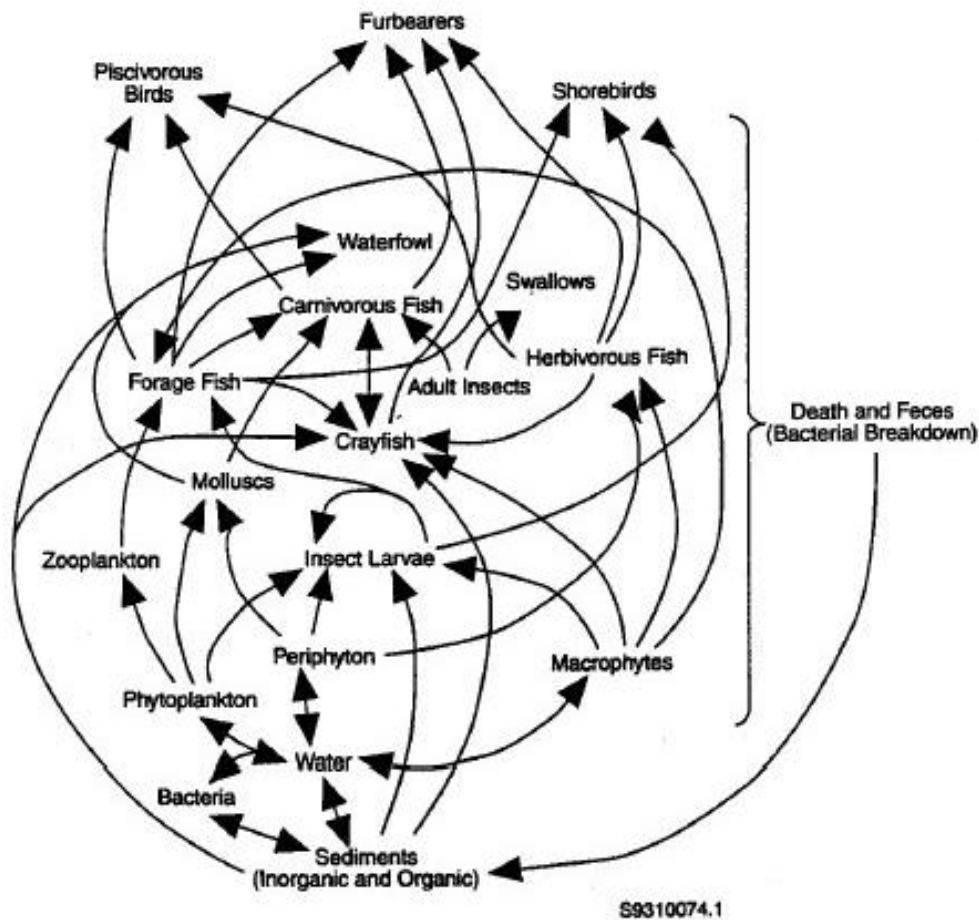 Furbearers
Piscivorous
Birds
Shorebirds
Waterfowl
Swallows
Carnivorous Fish
Herbivorous Fish
Forage Fish
Adult Insects
Death and Feces
(Bacterial Breakdown)
Crayfish
Molluscs
Zooplankton
Insect Larvae
Periphyton
Macrophytes
Phytoplankton
Water
Bacteria
Sediments
(Inorganic and Organic)
S9310074.1